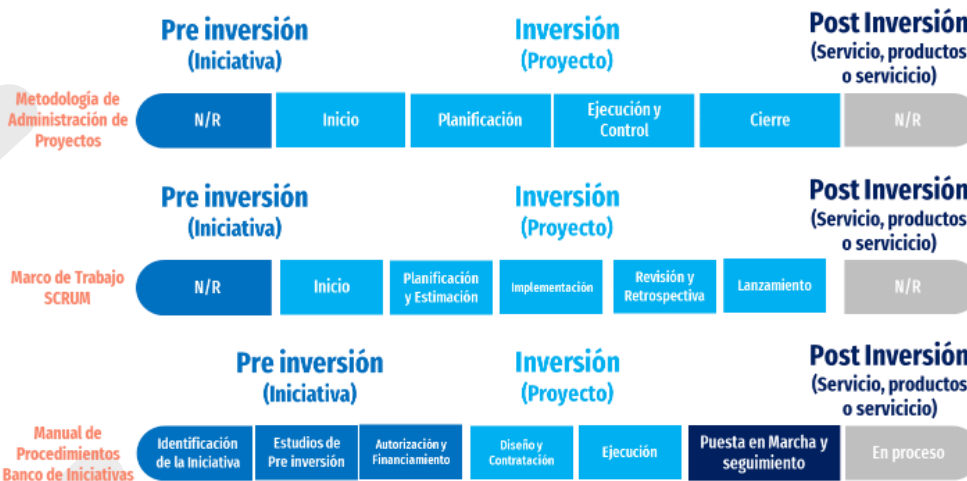 Pre inversión
(Iniciativa)
Inversión
(Proyecto)
Post Inversión
(Servicio, productos
o servicicio)
Metodología de
Administración de
Proyectos
N/R
Inicio
Planificación
Ejecución y
Control
Cierre
N/R
Pre inversión
(Iniciativa)
Inversión
(Proyecto)
Post Inversión
(Servicio, productos
o servicicio)
Marco de Trabajo
SCRUM
N/R
Inicio
Planificación
y Estimación
Implementación
Revisión y
Retrospectiva
Lanzamiento
N/R
Pre inversión
(Iniciativa)
Inversión
(Proyecto)
Post Inversión
(Servicio, productos
o servicicio)
Manual de
Procedimientos
Banco de Iniciativas
Identificación
de la Iniciativa
Estudios de
Pre inversión
Autorización y
Financiamiento
Diseño y
Contratación
Ejecución
Puesta en Marcha y
seguimiento
En proceso